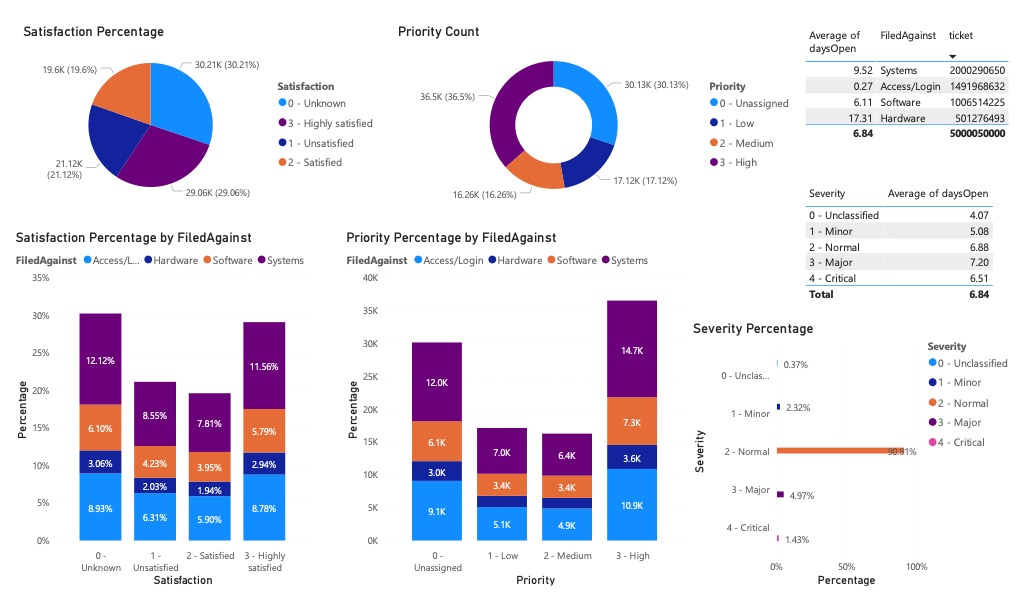 Satisfaction Percentage
30.21K (30.21%)
19.6K (19.6%)
21.12K
(21.12%)
29.06K (29.06%)
Satisfaction
0 - Unknown
3 - Highly satisfied
1 - Unsatisfied
2 - Satisfied
Priority Count
30.13K (30.13%)
36.5K (36.5%)
17.12K (17.12%)
16.26K (16.26%)
Priority
0 - Unassigned
1 - Low
2 - Medium
3 - High
Average of daysOpen FiledAgainst ticket
9.52 Systems 2000290650
0.27 Access/Login 1491968632
6.11 Software 1006514225
17.31 Hardware 501276493
6.84 5000050000
Severity Average of daysOpen
0 - Unclassified 4.07
1 - Minor 5.08
2 - Normal 6.88
3 - Major 7.20
4 - Critical 6.51
Total 6.84
Satisfaction Percentage by FiledAgainst
FiledAgainst Access/L... Hardware Software Systems
35%
30%
25%
20%
15%
10%
5%
0%
Percentage
12.12%
6.10%
3.06%
8.93%
8.55%
4.23%
2.03%
6.31%
7.81%
3.95%
1.94%
5.90%
11.56%
5.79%
2.94%
8.78%
0 -
Unknown
1 -
Unsatisfied
2 - Satisfied
3 - Highly
satisfied
Satisfaction
Priority Percentage by FiledAgainst
FiledAgainst Access/Login Hardware Software Systems
40K
35K
30K
25K
20K
15K
10K
5K
0K
Percentage
12.0K
6.1K
3.0K
9.1K
7.0K
3.4K
5.1K
6.4K
3.4K
4.9K
14.7K
7.3K
3.6K
10.9K
0 -
Unassigned
1 - Low
2 - Medium
3 - High
Priority
Severity Percentage
Severity
0 - Unclassified
1 - Minor
2 - Normal
3 - Major
4 - Critical
Severity
0 - Unclas... 0.37%
1 - Minor 2.32%
2 - Normal 90.91%
3 - Major 4.97%
4 - Critical 1.43%
0% 50% 100%
Percentage